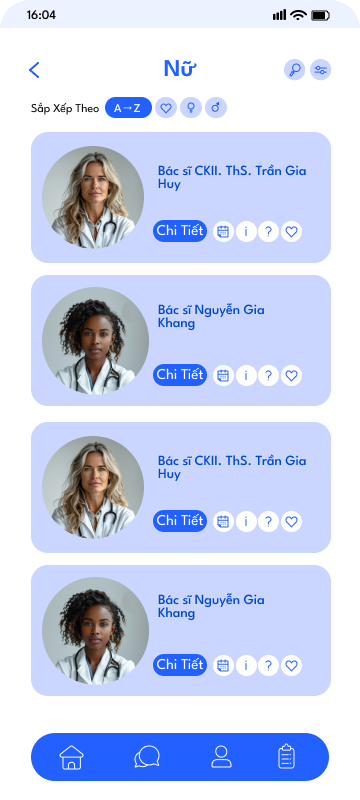 16:04
Nữ
Sắp Xếp Theo A→Z
Bác sĩ CKII. ThS. Trần Gia
Huy
Chi Tiết
Bác sĩ Nguyễn Gia
Khang
Chi Tiết
Bác sĩ CKII. ThS. Trần Gia
Huy
Chi Tiết
Bác sĩ Nguyễn Gia
Khang
Chi Tiết